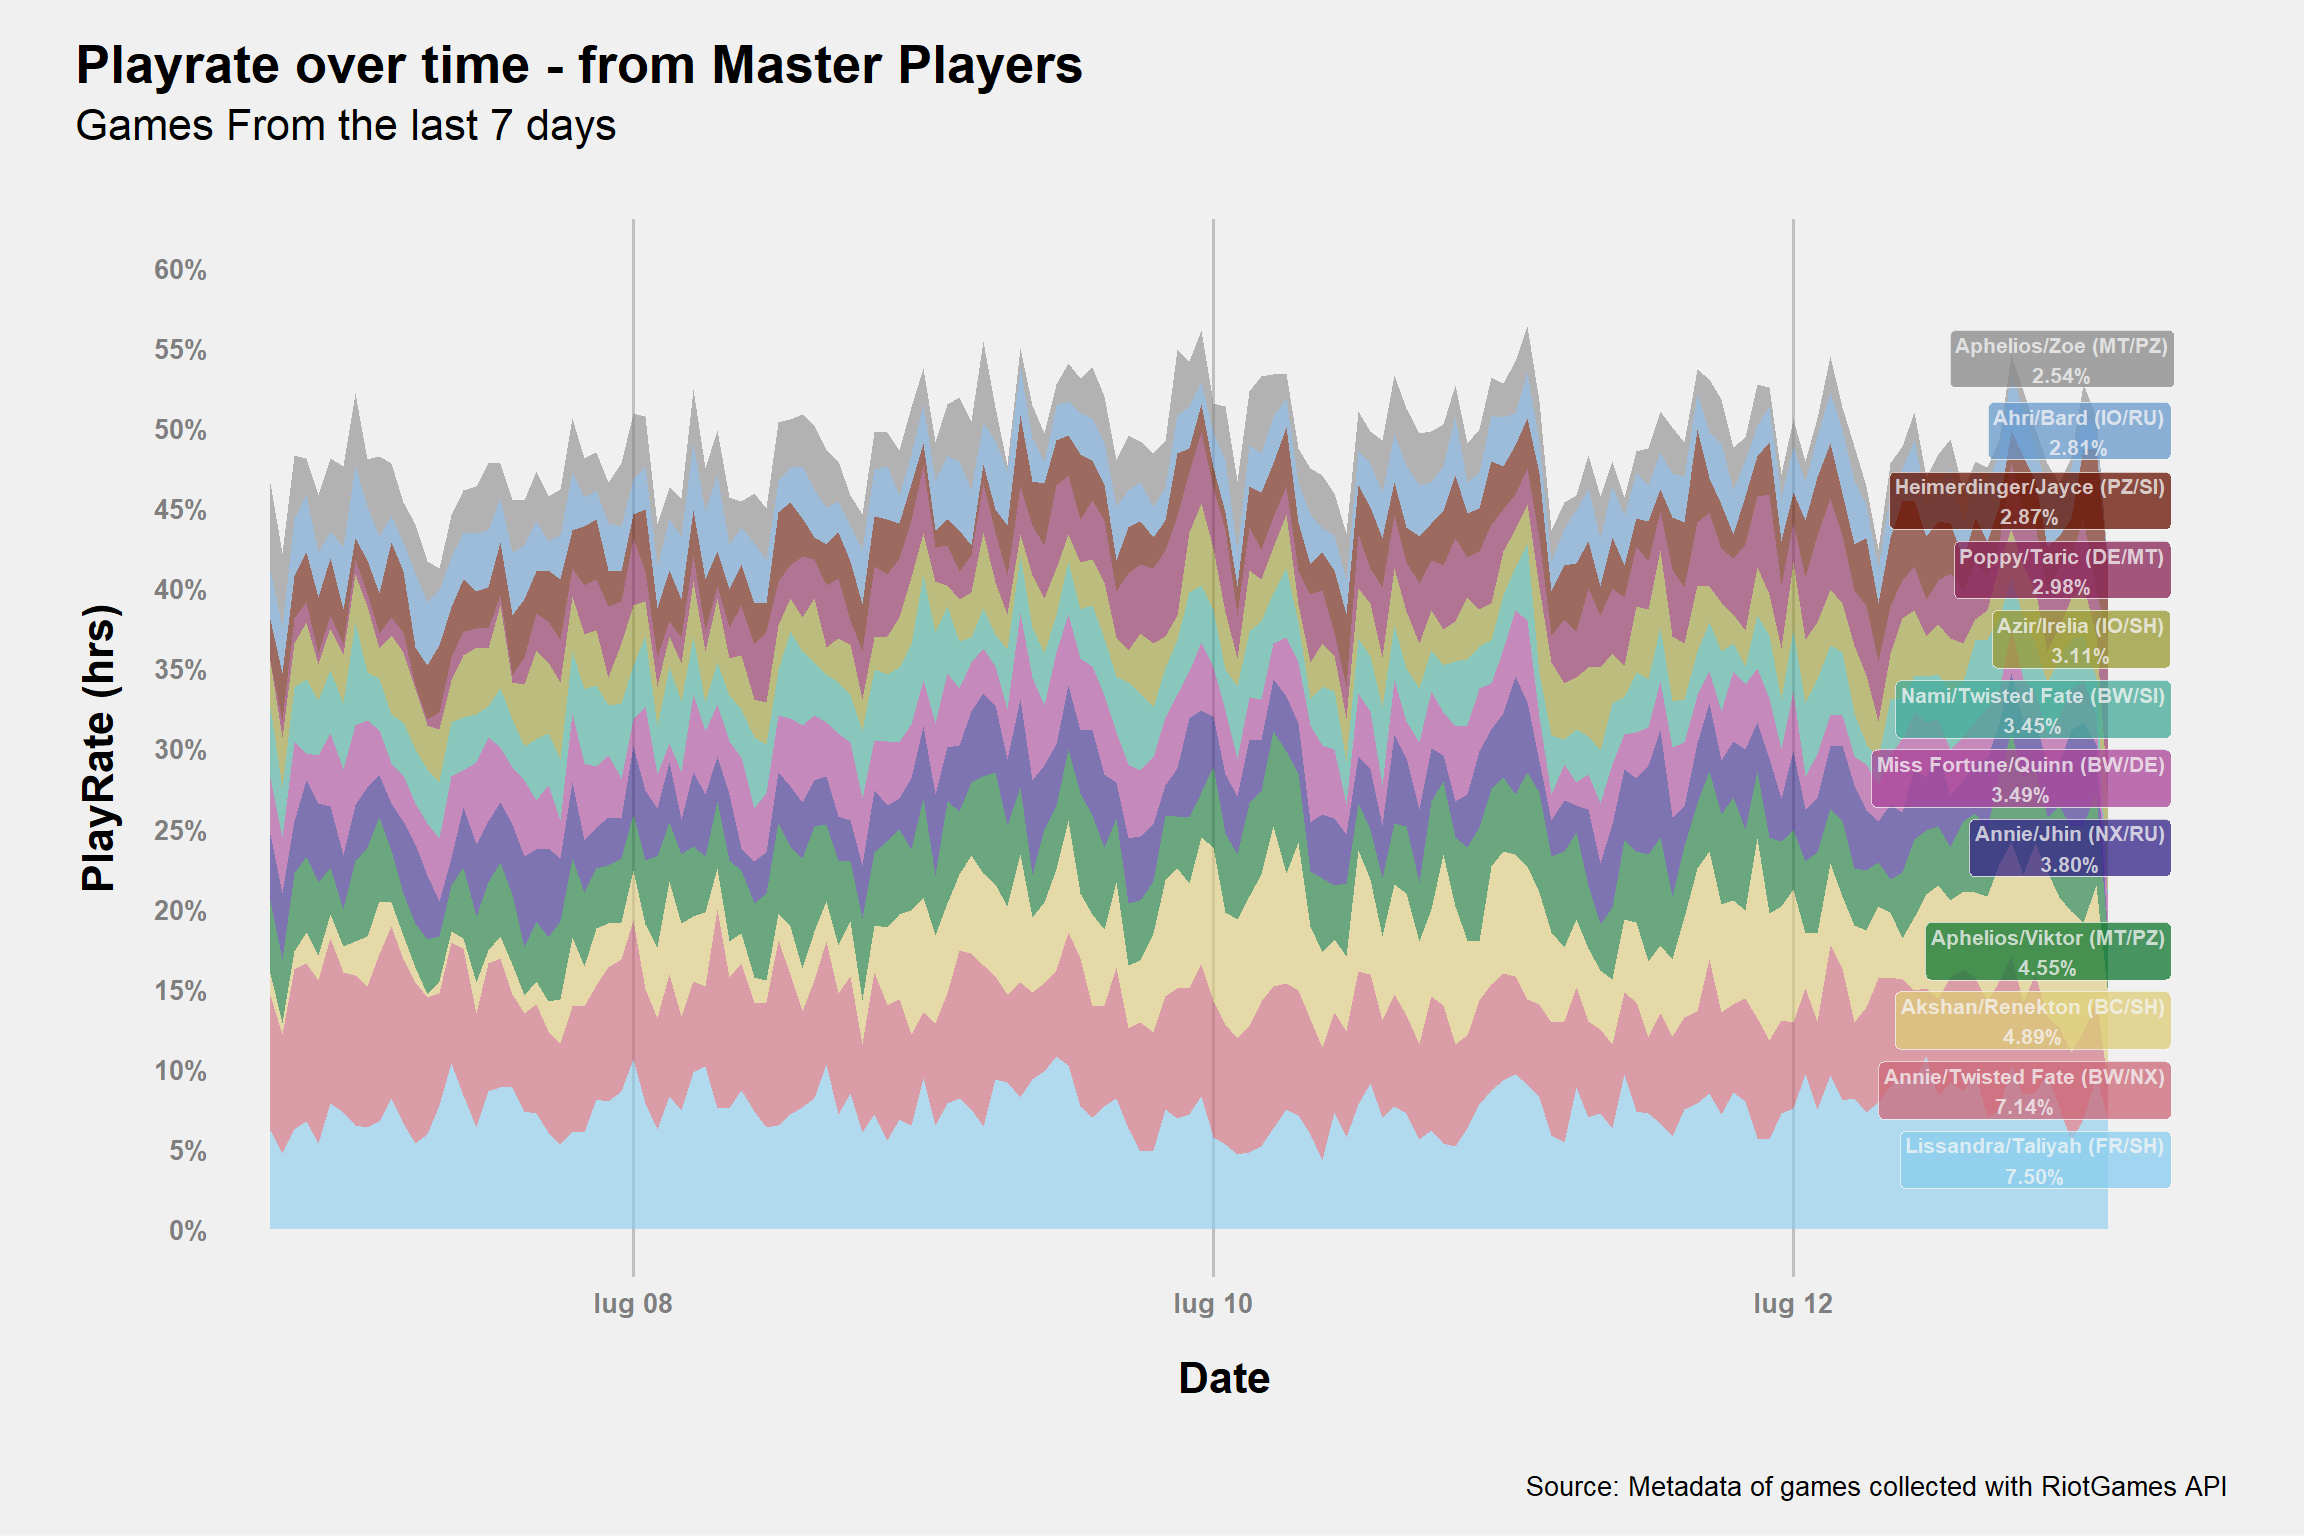 Playrate over time - from Master Players
Games From the last 7 days
PlayRate (hrs)
60%
55%
50%
45%
40%
35%
30%
25%
20%
15%
10%
5%
0%
Aphelios/Zoe (MT/PZ)
2.54%
Ahri/Bard (IO/RU)
2.81%
Heimerdinger/Jayce (PZ/SI)
2.87%
Poppy/Taric (DE/MT)
2.98%
Azir/Irelia (IO/SH)
3.11%
Nami/Twisted Fate (BW/SI)
3.45%
Miss Fortune/Quinn (BW/DE)
3.49%
Annie/Jhin (NX/RU)
3.80%
Aphelios/Viktor (MT/PZ)
4.55%
Akshan/Renekton (BC/SH)
4.89%
Annie/Twisted Fate (BW/NX)
7.14%
Lissandra/Taliyah (FR/SH)
7.50%
lug 08
lug 10
lug 12
Date
Source: Metadata of games collected with RiotGames API